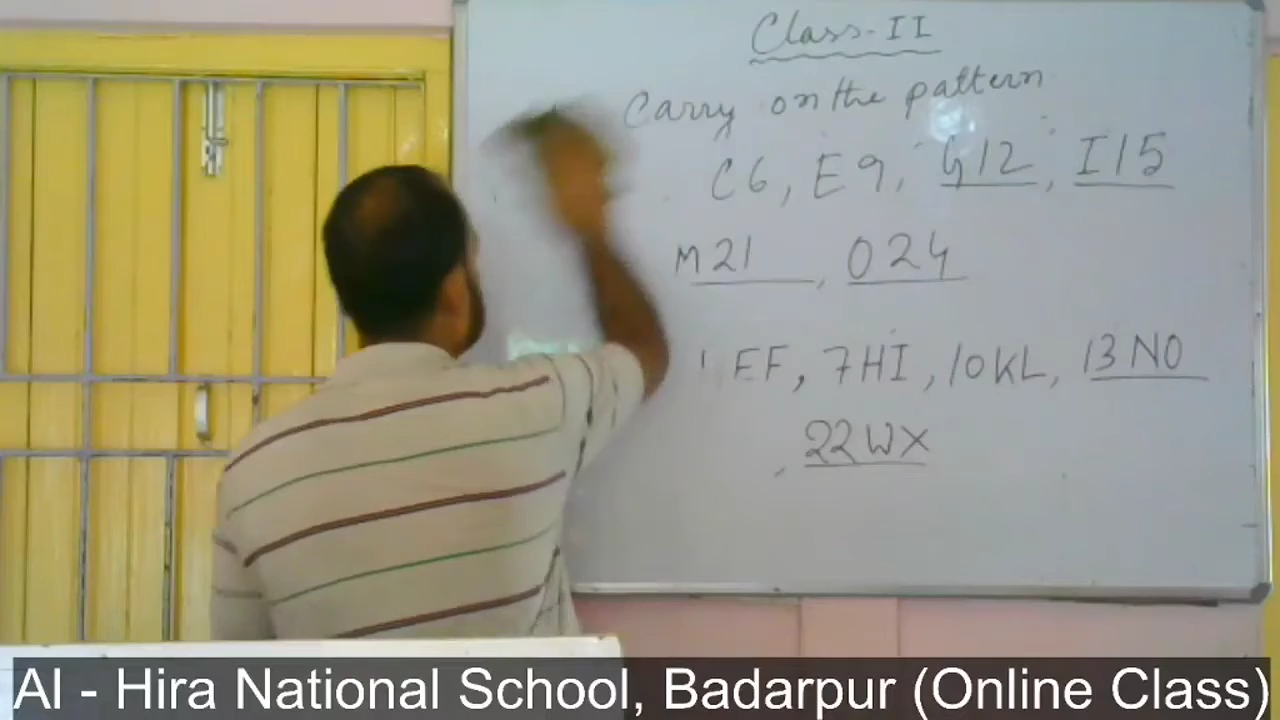 Class-II
Carry on the pattern
C6, E9, G12, I15
M21, O24
EF, 7HI, 10KL, 13NO
, 22WX
Al - Hira National School, Badarpur (Online Class)